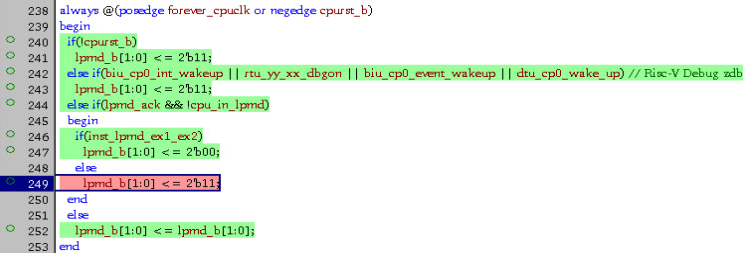 238 always @(posedge forever_cpuclk or negedge cpurst_b)
239 begin
240 if(!cpurst_b)
241 lpmd_b[1:0] <= 2'b11;
242 else if(biu_cp0_int_wakeup || rtu_yy_xx_dbgon || biu_cp0_event_wakeup || dtu_cp0_wake_up) // Risc-V Debug zdb
243 lpmd_b[1:0] <= 2'b11;
244 else if(lpmd_ack && !cpu_in_lpmd)
245 begin
246 if(inst_lpmd_ex1_ex2)
247 lpmd_b[1:0] <= 2'b00;
248 else
249 lpmd_b[1:0] <= 2'b11;
250 end
251 else
252 lpmd_b[1:0] <= lpmd_b[1:0];
253 end